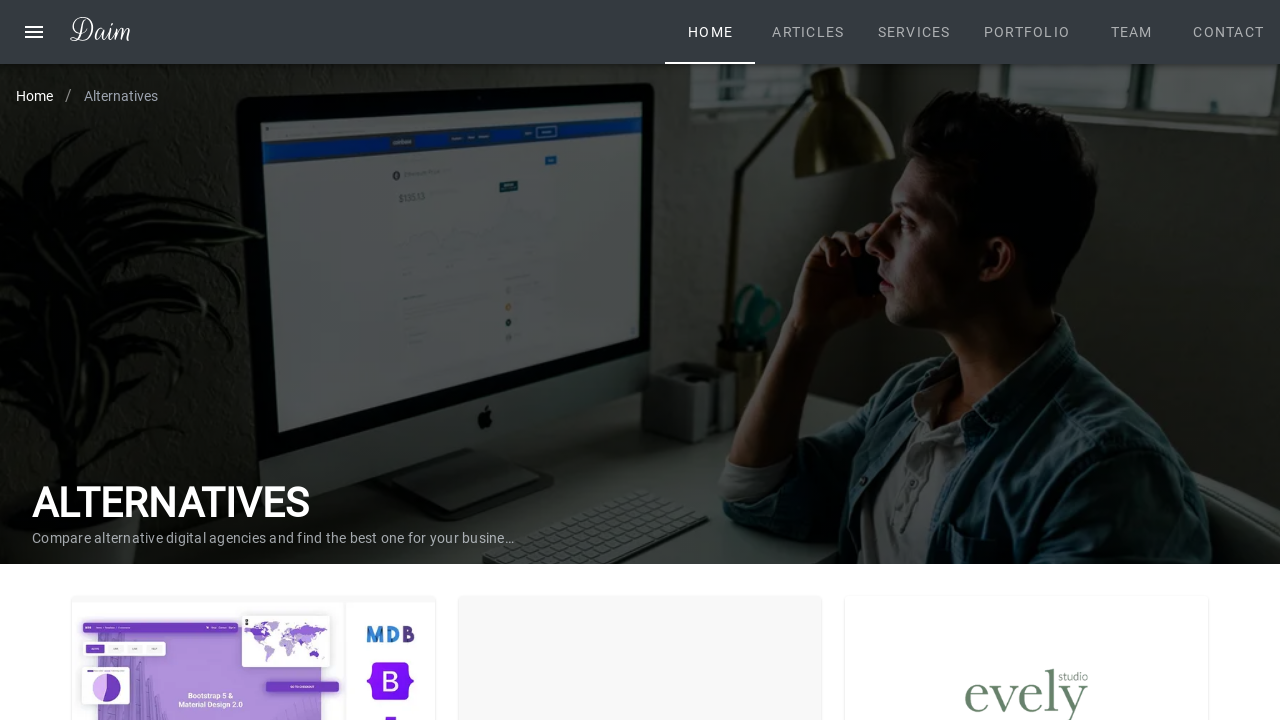 Daim
HOME
ARTICLES
SERVICES
PORTFOLIO
TEAM
CONTACT
Home / Alternatives
ALTERNATIVES
Compare alternative digital agencies and find the best one for your busine…
MDB
B
Bootstrap 5 &
Material Design 2.0
studio
evely